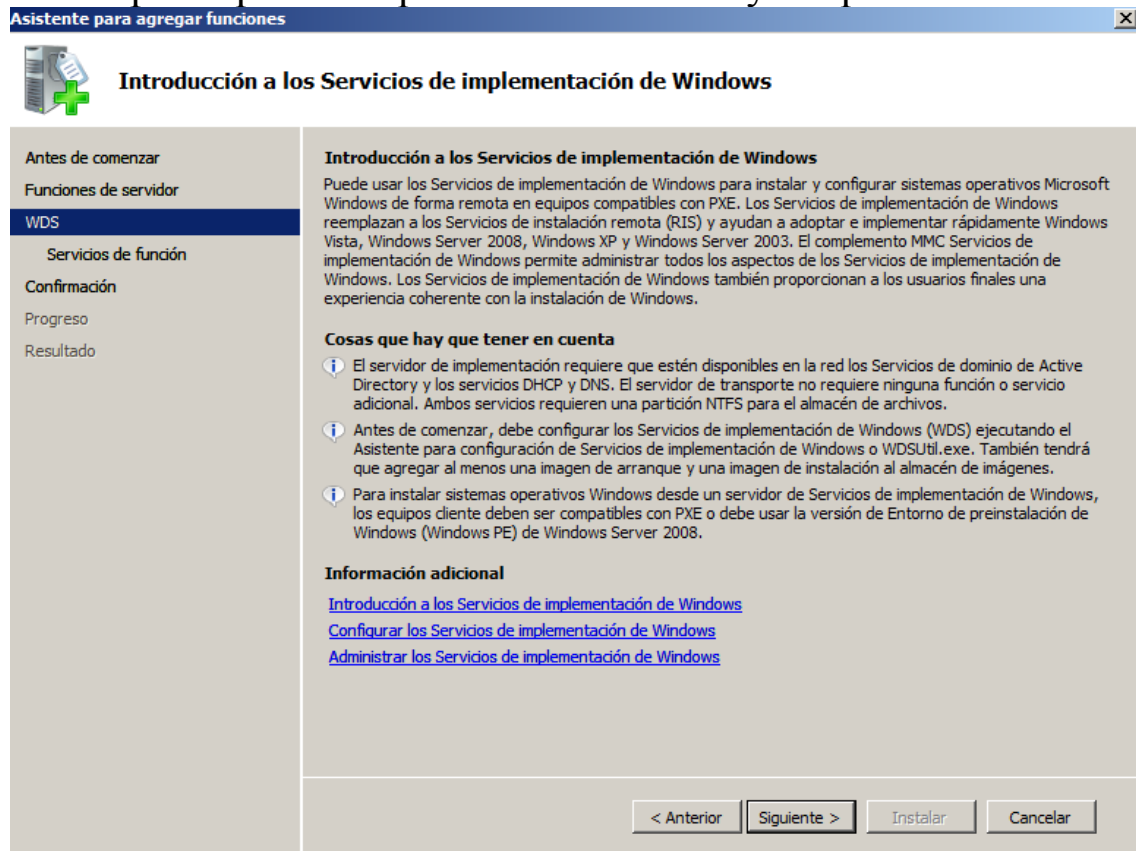 Asistente para agregar funciones
Introducción a los Servicios de implementación de Windows
Antes de comenzar
Funciones de servidor
WDS
Servicios de función
Confirmación
Progreso
Resultado
Introducción a los Servicios de implementación de Windows
Puede usar los Servicios de implementación de Windows para instalar y configurar sistemas operativos Microsoft
Windows de forma remota en equipos compatibles con PXE. Los Servicios de implementación de Windows
reemplazan a los Servicios de instalación remota (RIS) y ayudan a adoptar e implementar rápidamente Windows
Vista, Windows Server 2008, Windows XP y Windows Server 2003. El complemento MMC Servicios de
implementación de Windows permite administrar todos los aspectos de los Servicios de implementación de
Windows. Los Servicios de implementación de Windows también proporcionan a los usuarios finales una
experiencia coherente con la instalación de Windows.
Cosas que hay que tener en cuenta
El servidor de implementación requiere que estén disponibles en la red los Servicios de dominio de Active
Directory y los servicios DHCP y DNS. El servidor de transporte no requiere ninguna función o servicio
adicional. Ambos servicios requieren una partición NTFS para el almacén de archivos.
Antes de comenzar, debe configurar los Servicios de implementación de Windows (WDS) ejecutando el
Asistente para configuración de Servicios de implementación de Windows o WDSUtil.exe. También tendrá
que agregar al menos una imagen de arranque y una imagen de instalación al almacén de imágenes.
Para instalar sistemas operativos Windows desde un servidor de Servicios de implementación de Windows,
los equipos cliente deben ser compatibles con PXE o debe usar la versión de Entorno de preinstalación de
Windows (Windows PE) de Windows Server 2008.
Información adicional
Introducción a los Servicios de implementación de Windows
Configurar los Servicios de implementación de Windows
Administrar los Servicios de implementación de Windows
< Anterior Siguiente > Instalar Cancelar